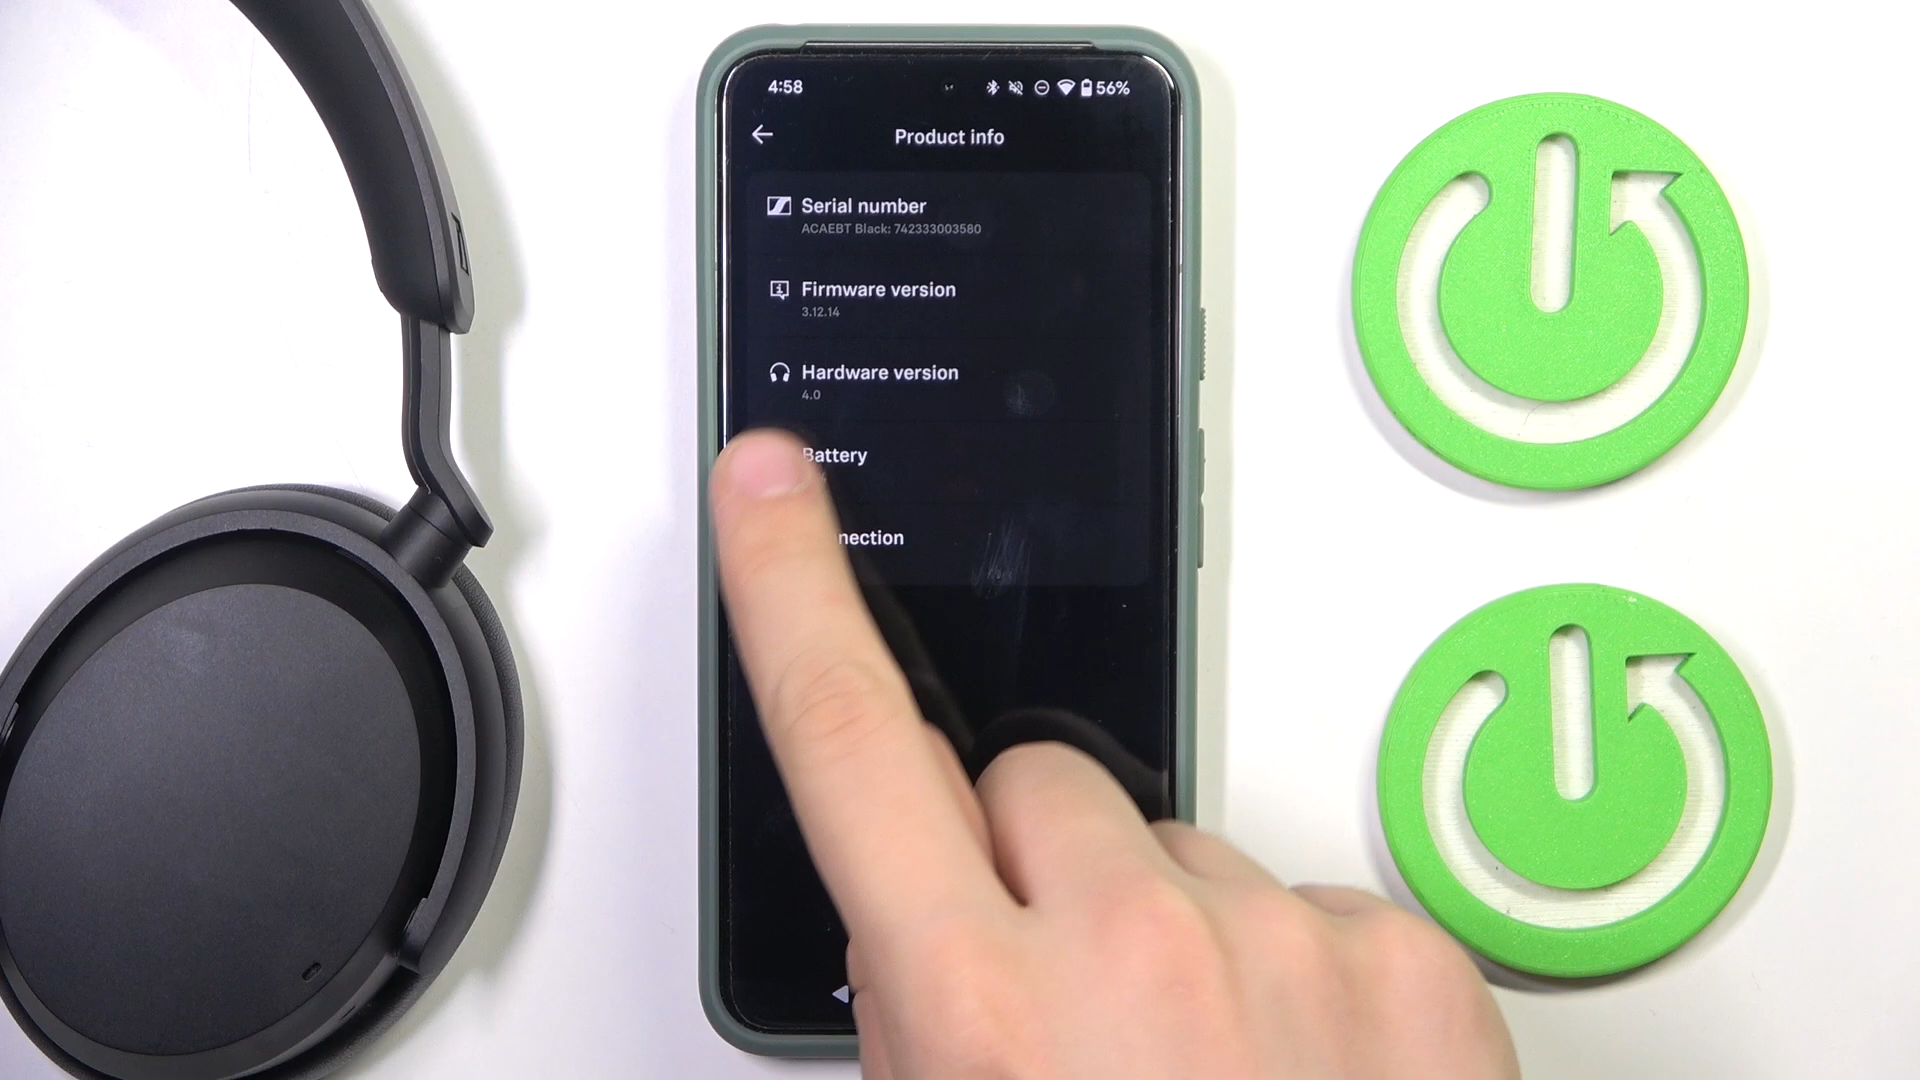 4:58
56%
Product info
Serial number
ACAEBT Black: 742333003580
Firmware version
3.12.14
Hardware version
4.0
Battery
nection